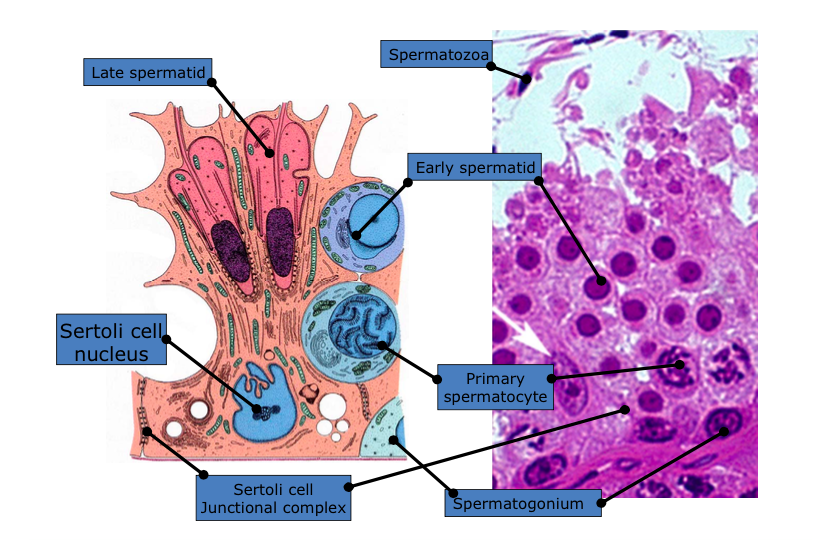 Spermatozoa
Late spermatid
Early spermatid
Sertoli cell
nucleus
Primary
spermatocyte
Sertoli cell
Junctional complex
Spermatogonium